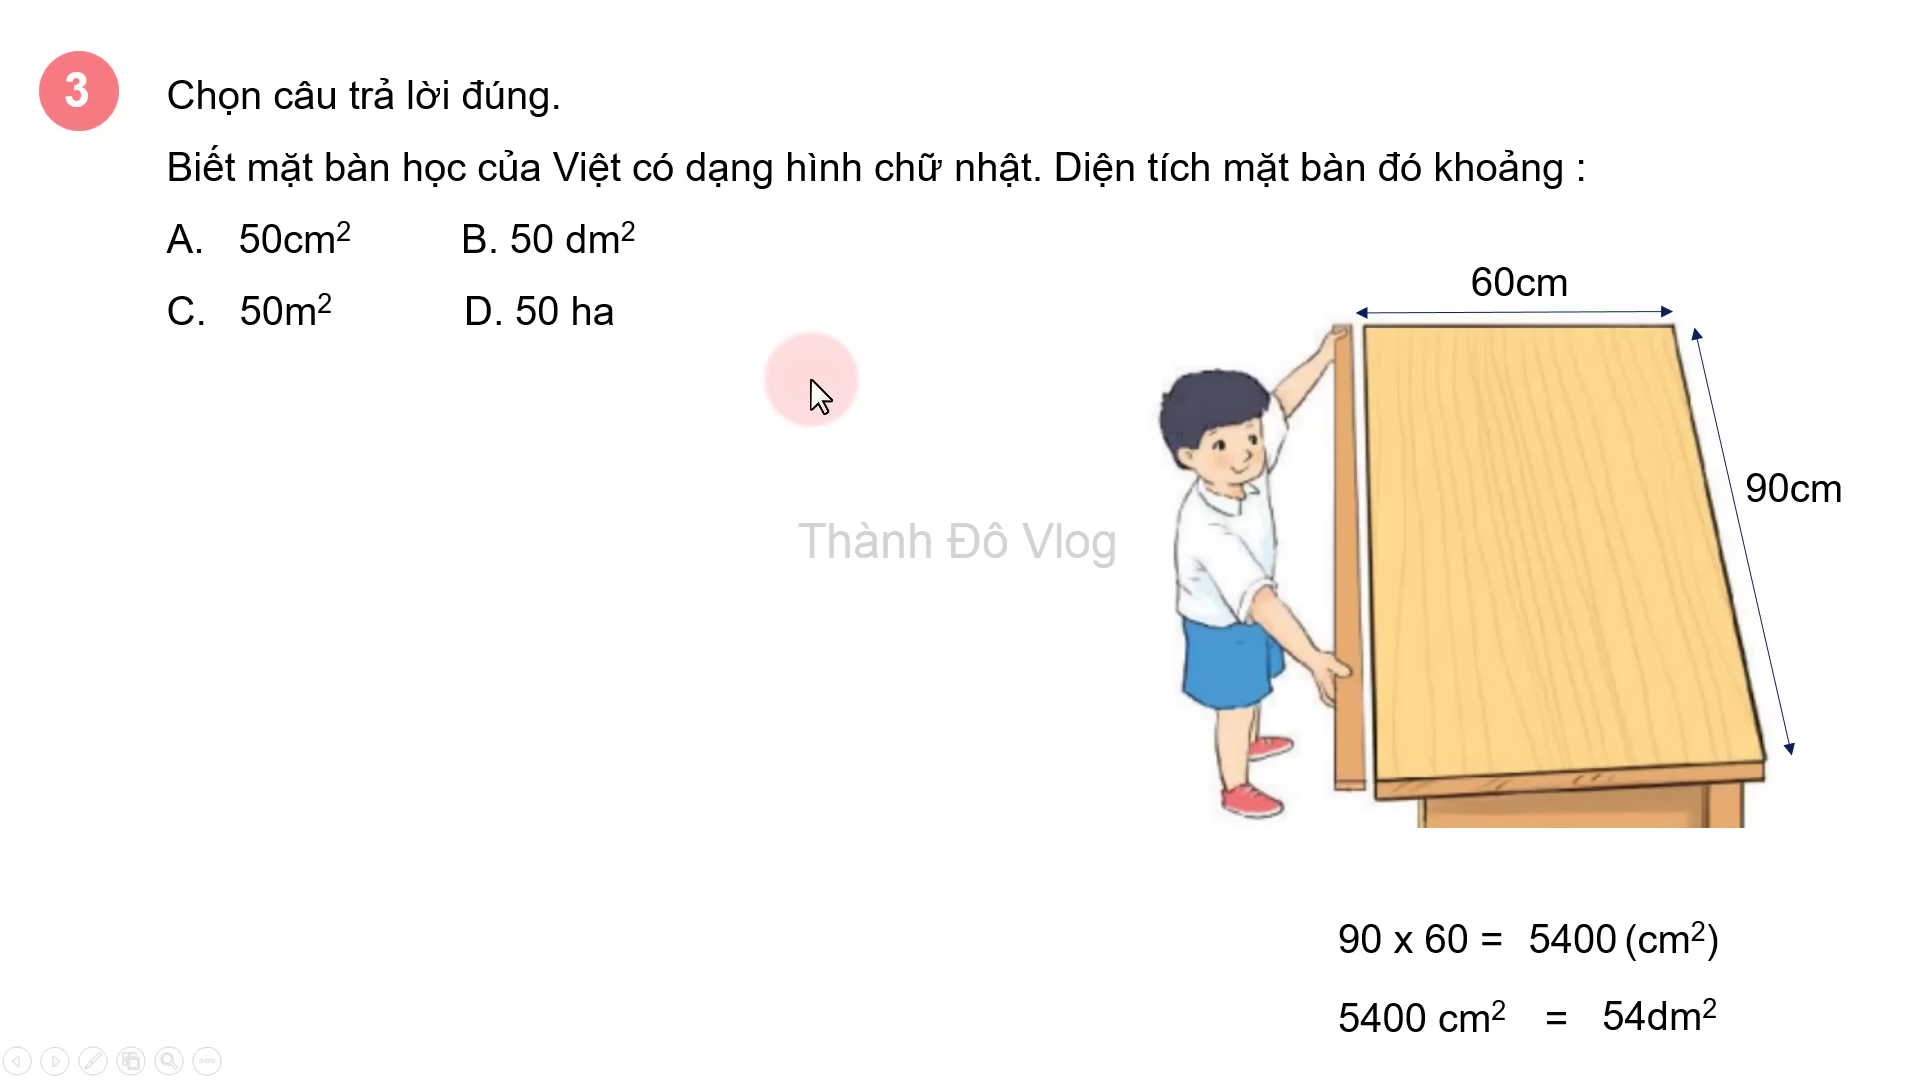 3
Chọn câu trả lời đúng.
Biết mặt bàn học của Việt có dạng hình chữ nhật. Diện tích mặt bàn đó khoảng :
A. 50cm² B. 50 dm²
C. 50m² D. 50 ha
60cm
90cm
Thành Đô Vlog
90 x 60 = 5400 (cm²)
5400 cm² = 54dm²